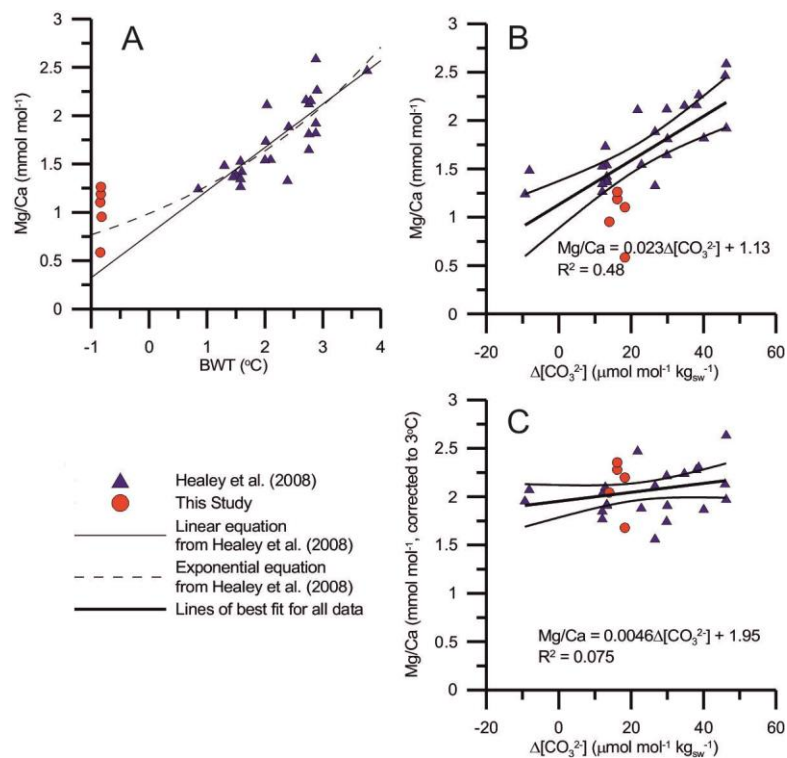 A
Mg/Ca (mmol mol⁻¹)
3
2.5
2
1.5
1
0.5
0
-1 0 1 2 3 4
BWT (°C)
B
Mg/Ca (mmol mol⁻¹)
3
2.5
2
1.5
1
0.5
0
Mg/Ca = 0.023Δ[CO₃²⁻] + 1.13
R² = 0.48
-20 0 20 40 60
Δ[CO₃²⁻] (μmol mol⁻¹ kgₛw⁻¹)
Healey et al. (2008)
This Study
Linear equation
from Healey et al. (2008)
Exponential equation
from Healey et al. (2008)
Lines of best fit for all data
C
Mg/Ca (mmol mol⁻¹, corrected to 3°C)
3
2.5
2
1.5
1
0.5
0
Mg/Ca = 0.0046Δ[CO₃²⁻] + 1.95
R² = 0.075
-20 0 20 40 60
Δ[CO₃²⁻] (μmol mol⁻¹ kgₛw⁻¹)